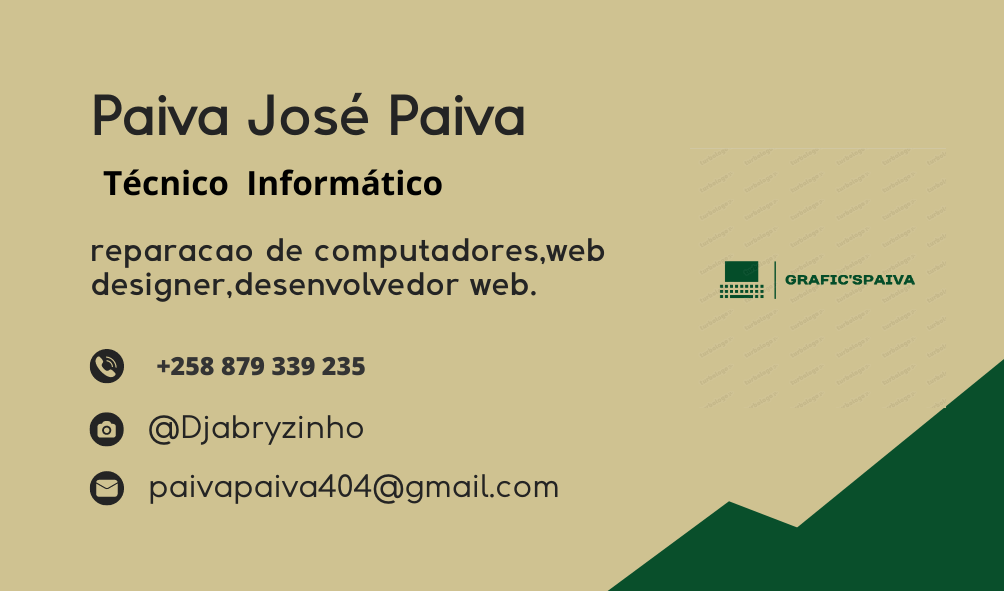 Paiva José Paiva
Técnico Informático
reparacao de computadores,web
designer,desenvolvedor web.
GRAFIC'SPAIVA
+258 879 339 235
@Djabryzinho
paivapaiva404@gmail.com